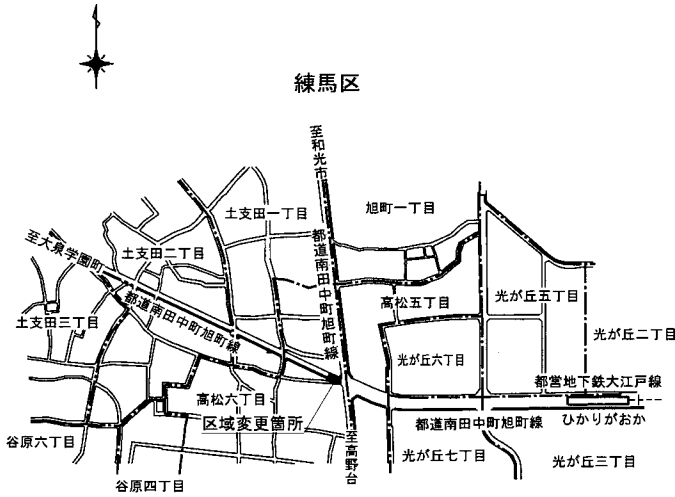 練馬区
至和光市
旭町一丁目
土支田一丁目
都道南田中町旭町線
土支田二丁目
至大泉学園町
都道南田中町旭町線
高松五丁目
光が丘五丁目
土支田三丁目
光が丘二丁目
光が丘六丁目
都営地下鉄大江戸線
高松六丁目
ひかりがおか
区域変更箇所
都道南田中町旭町線
至高野台
谷原六丁目
光が丘七丁目
光が丘三丁目
谷原四丁目